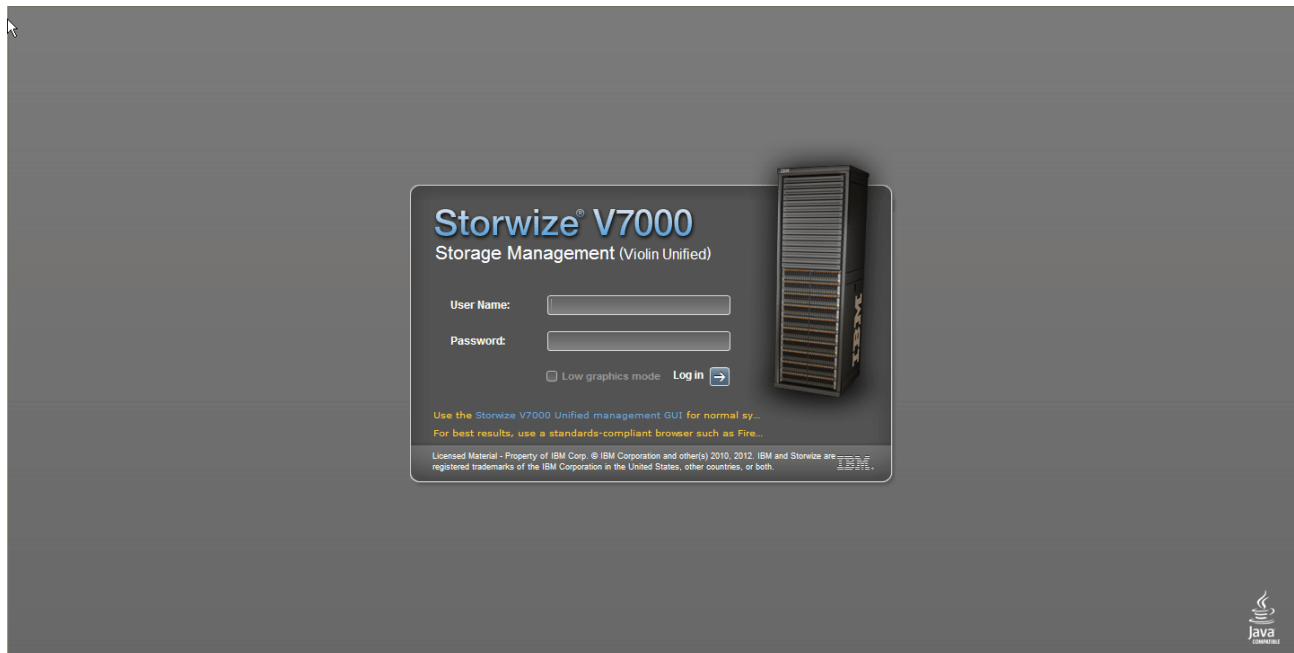 Storwize® V7000
Storage Management (Violin Unified)
User Name:
Password:
Low graphics mode Log in
Use the Storwize V7000 Unified management GUI for normal sy...
For best results, use a standards-compliant browser such as Fire...
Licensed Material - Property of IBM Corp. © IBM Corporation and other(s) 2010, 2012. IBM and Storwize are
registered trademarks of the IBM Corporation in the United States, other countries, or both.
IBM.
IBM
IBM
Java
COMPATIBLE